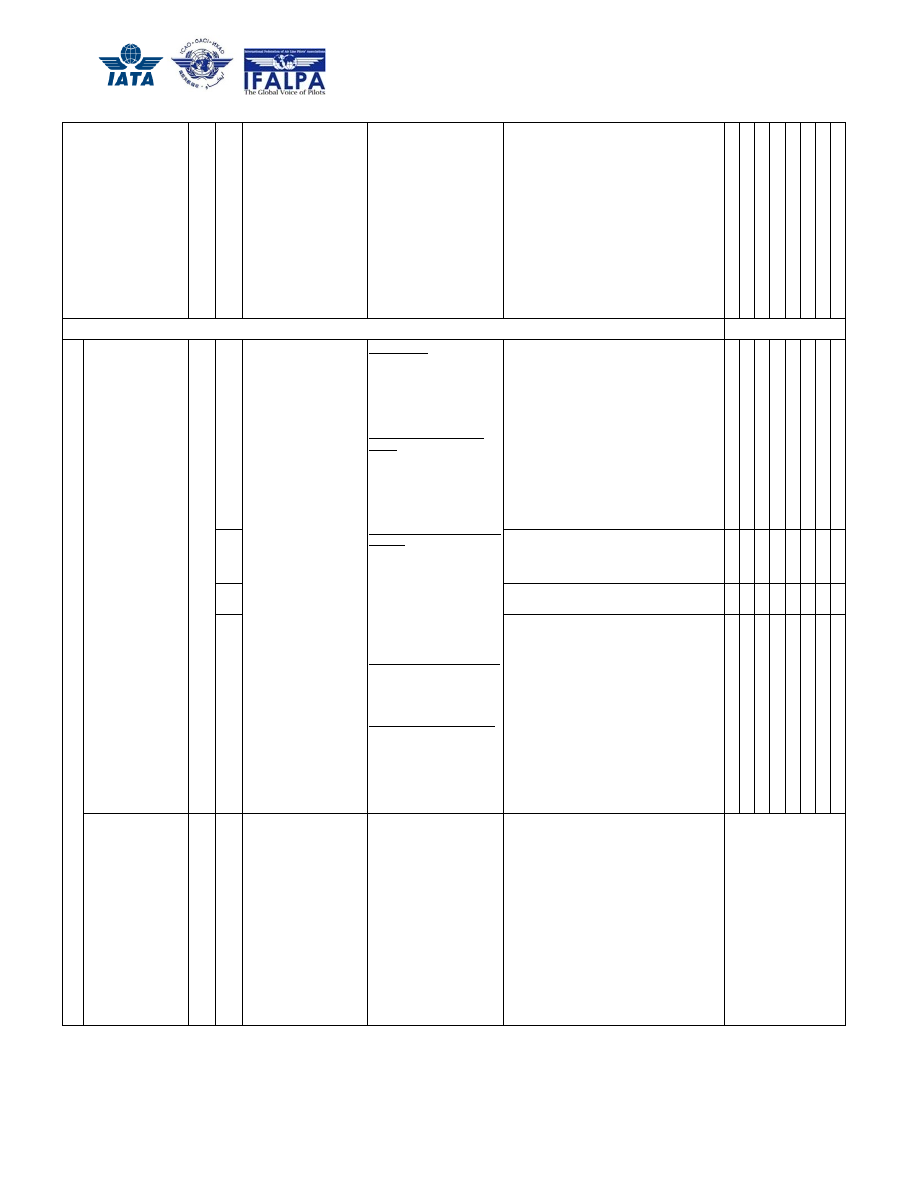 IATA
ICAO · OACI · ИКАО
International Federation of Air Line Pilots' Associations
IFALPA
The Global Voice of Pilots